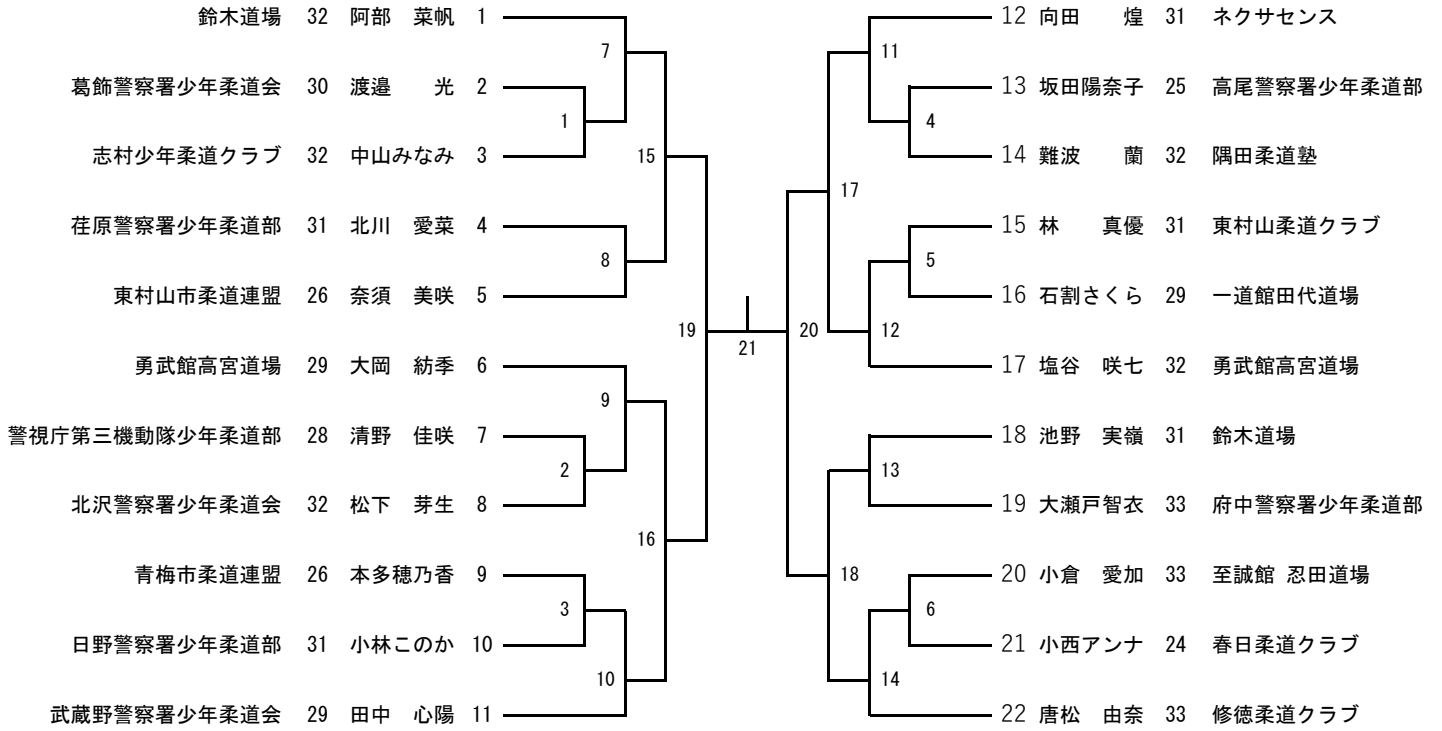 鈴木道場 32 阿部 菜帆 1
7
葛飾警察署少年柔道会 30 渡邉 光 2
1
志村少年柔道クラブ 32 中山みなみ 3
15
荏原警察署少年柔道部 31 北川 愛菜 4
8
東村山市柔道連盟 26 奈須 美咲 5
19
勇武館高宮道場 29 大岡 紡季 6
9
警視庁第三機動隊少年柔道部 28 清野 佳咲 7
2
北沢警察署少年柔道会 32 松下 芽生 8
16
青梅市柔道連盟 26 本多穂乃香 9
3
日野警察署少年柔道部 31 小林このか 10
10
武蔵野警察署少年柔道会 29 田中 心陽 11
21
12 向田 煌 31 ネクサセンス
11
13 坂田陽奈子 25 高尾警察署少年柔道部
4
14 難波 蘭 32 隅田柔道塾
17
15 林 真優 31 東村山柔道クラブ
5
16 石割さくら 29 一道館田代道場
20
12
17 塩谷 咲七 32 勇武館高宮道場
18 池野 実嶺 31 鈴木道場
13
19 大瀬戸智衣 33 府中警察署少年柔道部
18
20 小倉 愛加 33 至誠館 忍田道場
6
21 小西アンナ 24 春日柔道クラブ
14
22 唐松 由奈 33 修徳柔道クラブ